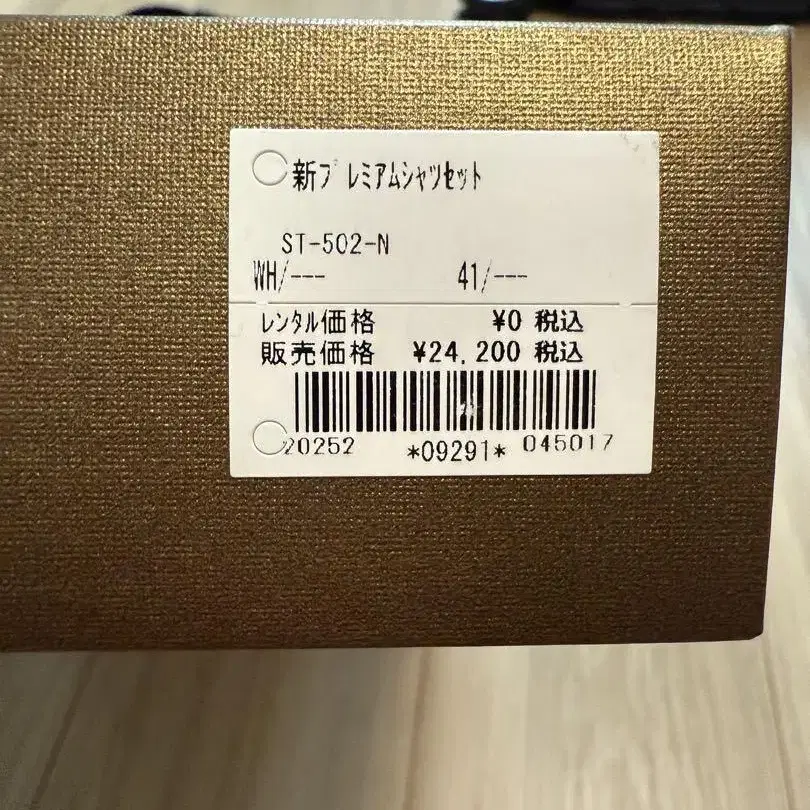 新プレミアムシャツセット
ST-502-N
WH/--- 41/---
レンタル価格 ¥0 税込
販売価格 ¥24,200 税込
20252 *09291* 045017